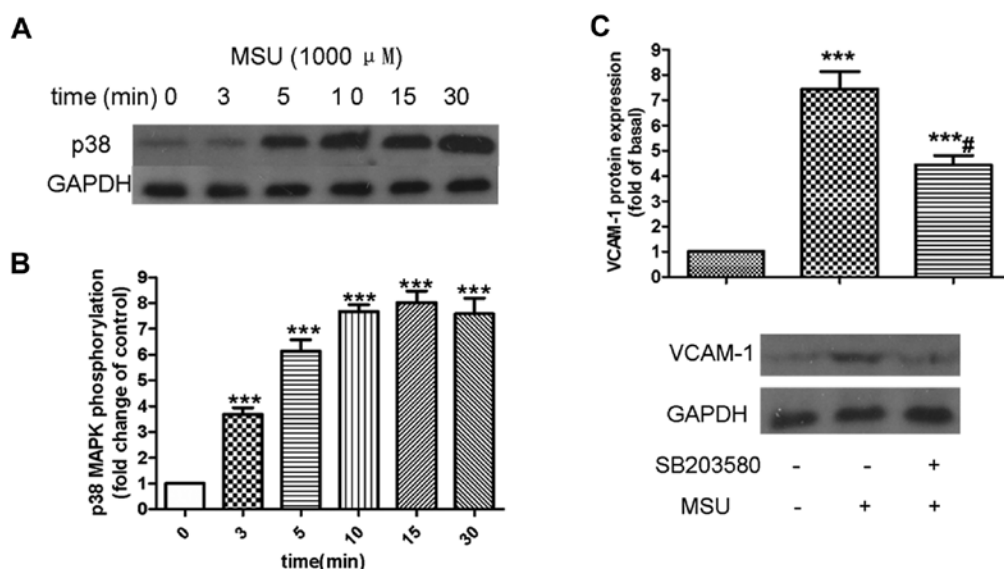 A
MSU (1000 μM)
time (min) 0 3 5 10 15 30
p38
GAPDH
B
p38 MAPK phosphorylation
(fold change of control)
9
8
7
6
5
4
3
2
1
0
***
***
***
***
***
0 3 5 10 15 30
time(min)
C
VCAM-1 protein expression
(fold of basal)
9
8
7
6
5
4
3
2
1
0
***
***#
VCAM-1
GAPDH
SB203580 - - +
MSU - + +